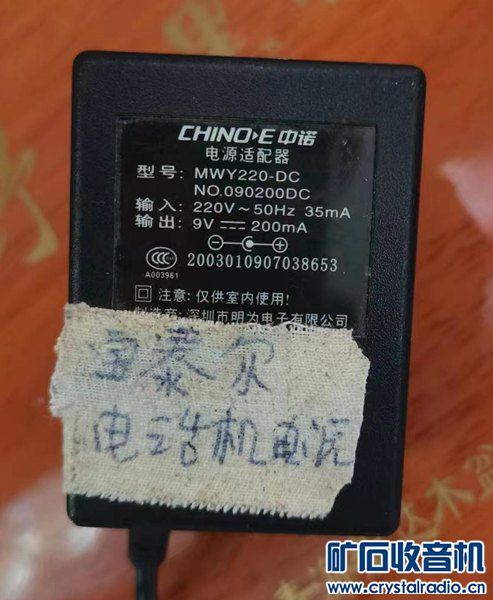 CHINO-E 中诺
电源适配器
型号: MWY220-DC
NO.090200DC
输入: 220V~50Hz 35mA
输出: 9V⎓200mA
2003010907038653
A003961
注意: 仅供室内使用!
制造商: 深圳市明为电子有限公司
宝泰尔
电话机电源
矿石收音机
www.crystalradio.cn